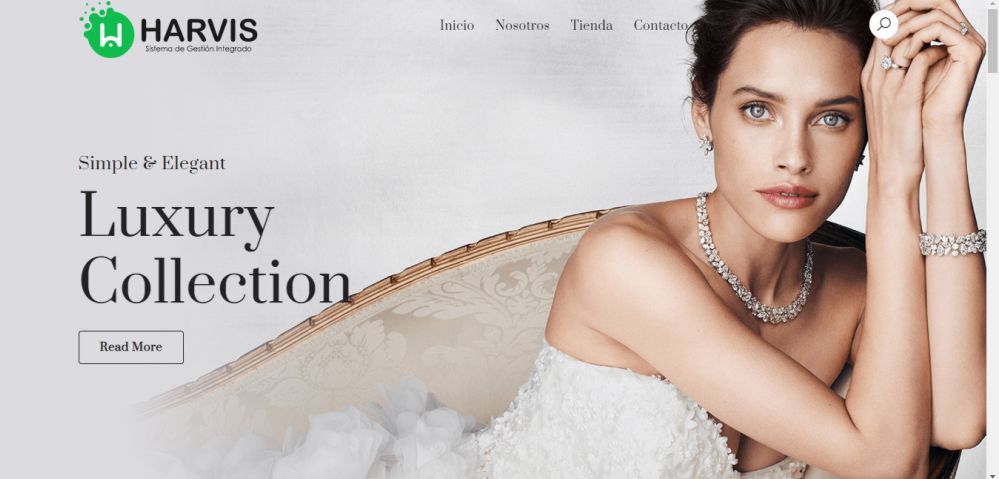 HARVIS
Sistema de Gestión Integrado
Inicio Nosotros Tienda Contacto
Simple & Elegant
Luxury
Collection
Read More